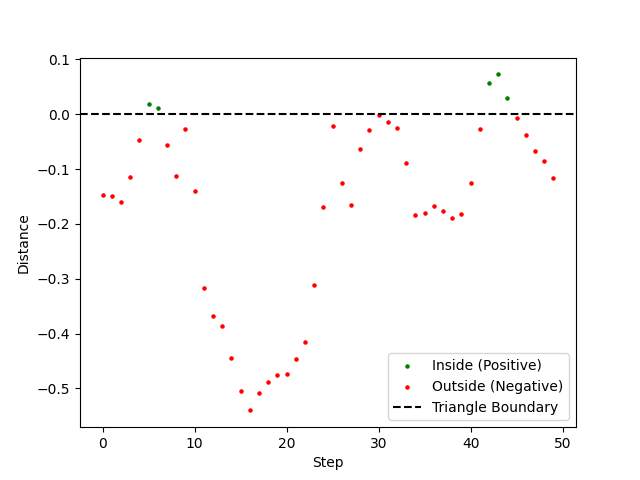 0.1
0.0
−0.1
−0.2
−0.3
−0.4
−0.5
Distance
Inside (Positive)
Outside (Negative)
Triangle Boundary
0 10 20 30 40 50
Step